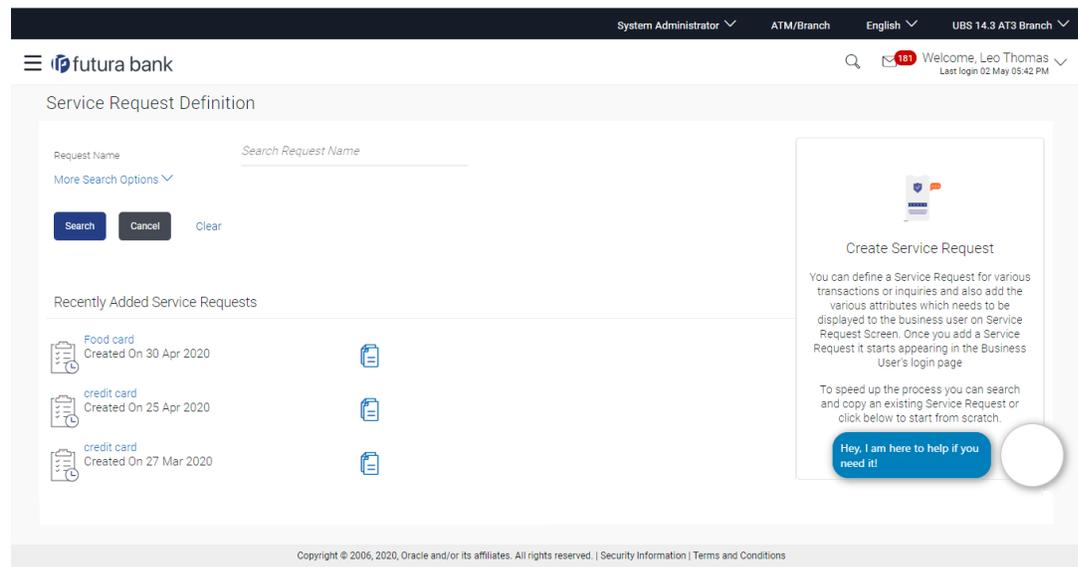 System Administrator ATM/Branch English UBS 14.3 AT3 Branch
futura bank
181
Welcome, Leo Thomas
Last login 02 May 05:42 PM
Service Request Definition
Request Name
Search Request Name
More Search Options
Search Cancel Clear
Recently Added Service Requests
Food card
Created On 30 Apr 2020
credit card
Created On 25 Apr 2020
credit card
Created On 27 Mar 2020
Create Service Request
You can define a Service Request for various
transactions or inquiries and also add the
various attributes which needs to be
displayed to the business user on Service
Request Screen. Once you add a Service
Request it starts appearing in the Business
User's login page
To speed up the process you can search
and copy an existing Service Request or
click below to start from scratch.
Hey, I am here to help if you
need it!
Copyright © 2006, 2020, Oracle and/or its affiliates. All rights reserved. | Security Information | Terms and Conditions